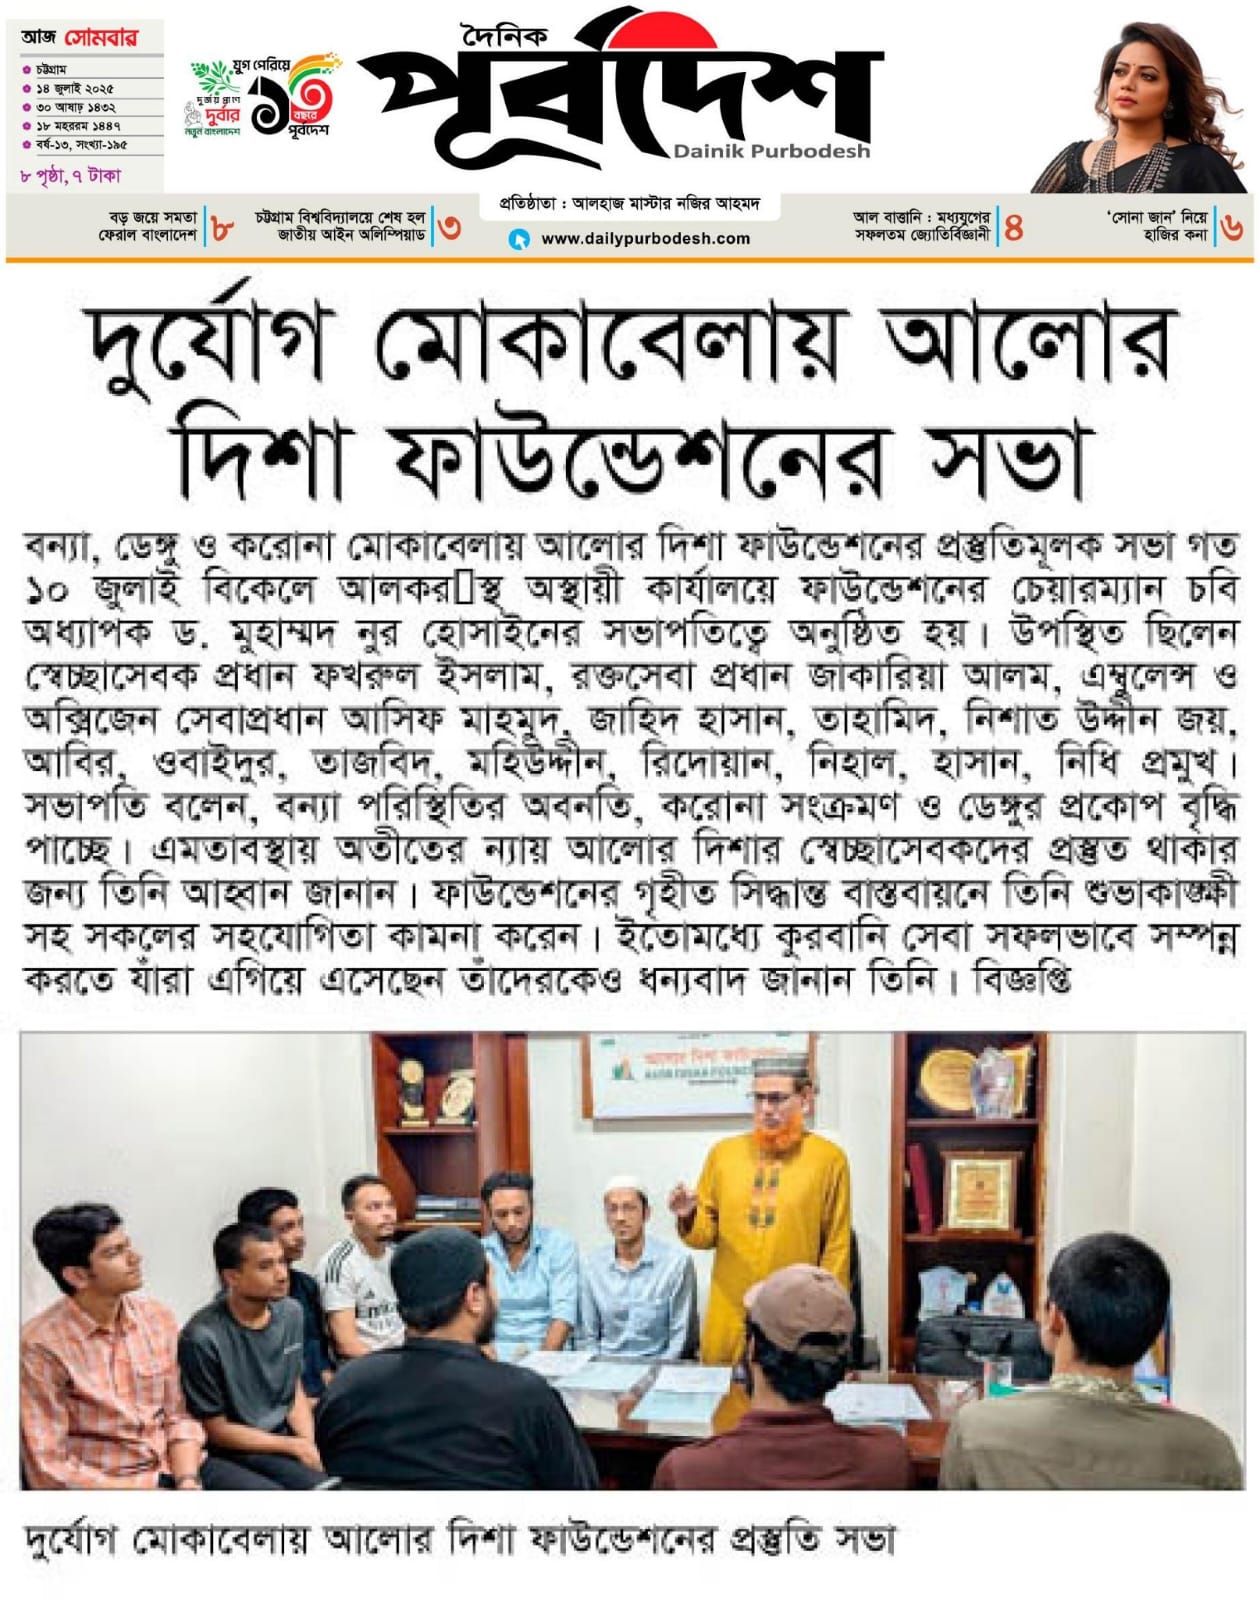 আজ সোমবার
চট্টগ্রাম
১৪ জুলাই ২০২৫
৩০ আষাঢ় ১৪৩২
১৮ মহররম ১৪৪৭
বর্ষ-১৩, সংখ্যা-১৯৫
৮ পৃষ্ঠা, ৭ টাকা
যুগ পেরিয়ে
১৩
বছরে
পূর্বদেশ
দুর্বার
নতুন বাংলাদেশ
দৈনিক
পূর্বদেশ
Dainik Purbodesh
বড় জয়ে সমতা
ফেরাল বাংলাদেশ
৮
চট্টগ্রাম বিশ্ববিদ্যালয়ে শেষ হল
জাতীয় আইন অলিম্পিয়াড
৩
প্রতিষ্ঠাতা : আলহাজ মাস্টার নজির আহমদ
www.dailypurbodesh.com
আল বাত্তানি : মধ্যযুগের
সফলতম জ্যোতির্বিজ্ঞানী
৪
‘সোনা জান’ নিয়ে
হাজির কনা
৬
দুর্যোগ মোকাবেলায় আলোর
দিশা ফাউন্ডেশনের সভা
বন্যা, ডেঙ্গু ও করোনা মোকাবেলায় আলোর দিশা ফাউন্ডেশনের প্রস্তুতিমূলক সভা গত
১০ জুলাই বিকেলে আলকর▯স্থ অস্থায়ী কার্যালয়ে ফাউন্ডেশনের চেয়ারম্যান চবি
অধ্যাপক ড. মুহাম্মদ নুর হোসাইনের সভাপতিত্বে অনুষ্ঠিত হয়। উপস্থিত ছিলেন
স্বেচ্ছাসেবক প্রধান ফখরুল ইসলাম, রক্তসেবা প্রধান জাকারিয়া আলম, এম্বুলেন্স ও
অক্সিজেন সেবাপ্রধান আসিফ মাহমুদ, জাহিদ হাসান, তাহামিদ, নিশাত উদ্দীন জয়,
আবির, ওবাইদুর, তাজবিদ, মহিউদ্দীন, রিদোয়ান, নিহাল, হাসান, নিধি প্রমুখ।
সভাপতি বলেন, বন্যা পরিস্থিতির অবনতি, করোনা সংক্রমণ ও ডেঙ্গুর প্রকোপ বৃদ্ধি
পাচ্ছে। এমতাবস্থায় অতীতের ন্যায় আলোর দিশার স্বেচ্ছাসেবকদের প্রস্তুত থাকার
জন্য তিনি আহ্বান জানান। ফাউন্ডেশনের গৃহীত সিদ্ধান্ত বাস্তবায়নে তিনি শুভাকাঙ্ক্ষী
সহ সকলের সহযোগিতা কামনা করেন। ইতোমধ্যে কুরবানি সেবা সফলভাবে সম্পন্ন
করতে যাঁরা এগিয়ে এসেছেন তাঁদেরকেও ধন্যবাদ জানান তিনি। বিজ্ঞপ্তি
আলোর দিশা ফাউন্ডেশন
দুর্যোগ মোকাবেলায় আলোর দিশা ফাউন্ডেশনের প্রস্তুতি সভা